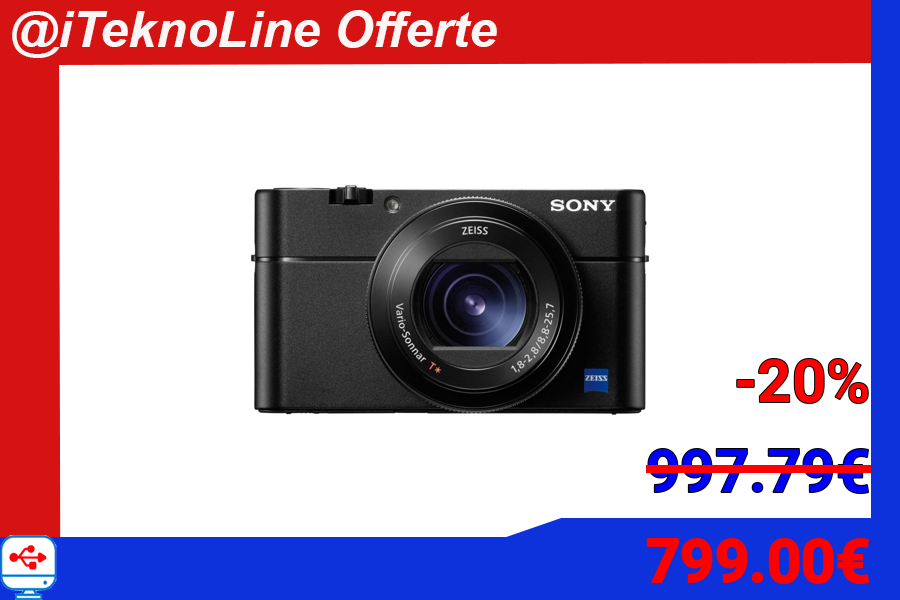 @iTeknoLine Offerte
SONY
ZEISS
Vario-Sonnar T*
1,8-2,8/8,8-25,7
ZEISS
-20%
997.79€
799.00€